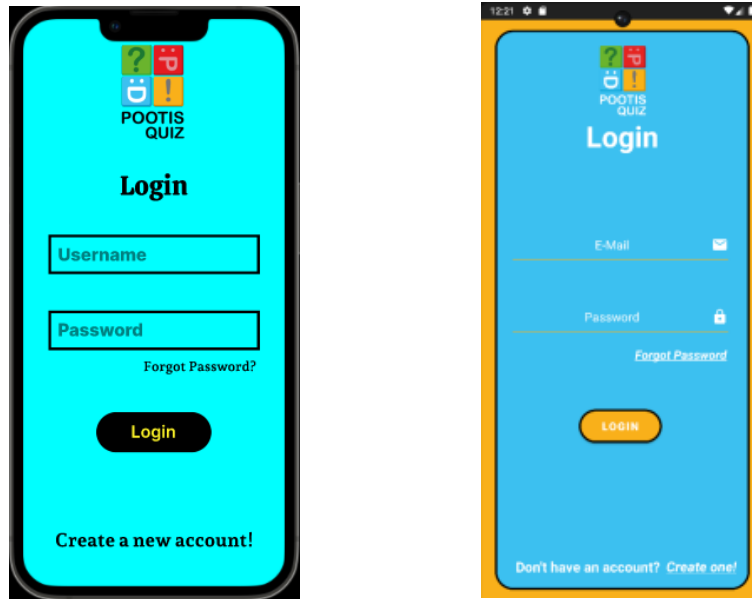 ? :P
:D !
POOTIS
QUIZ
Login
Username
Password
Forgot Password?
Login
Create a new account!
12:21
? :P
:D !
POOTIS
QUIZ
Login
E-Mail
Password
Forgot Password
LOGIN
Don't have an account? Create one!